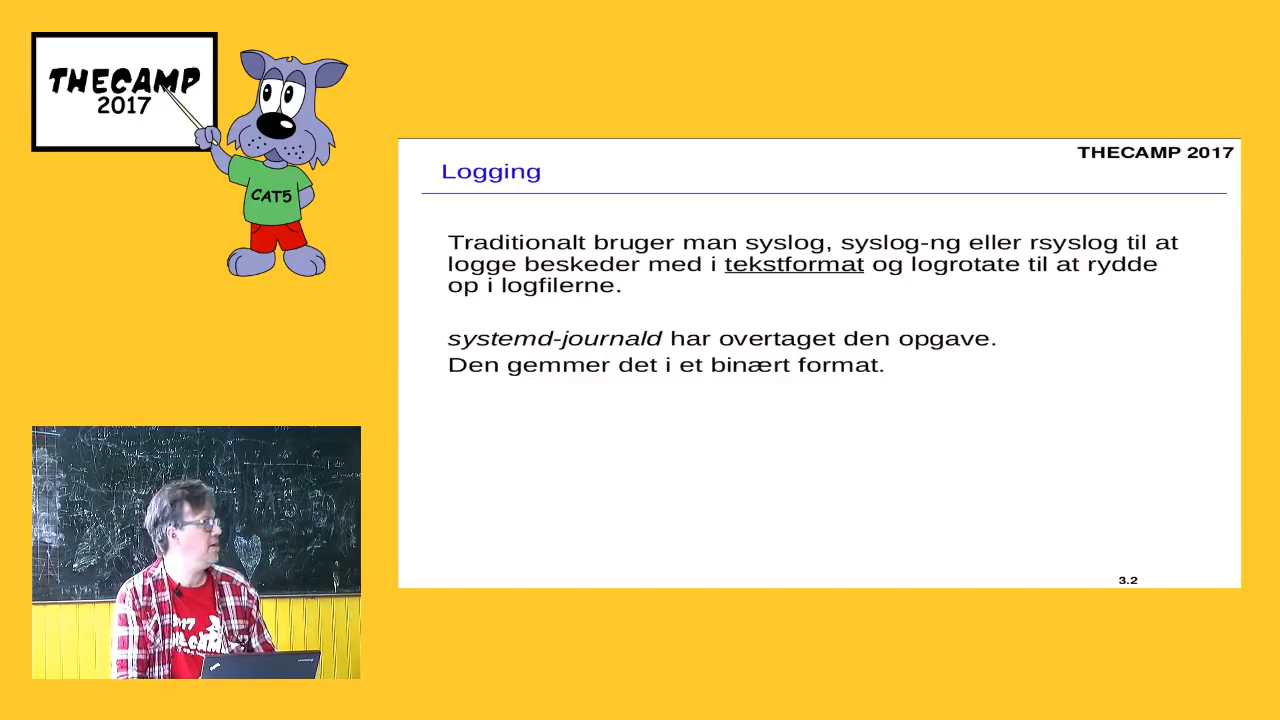 THECAMP
2017
CAT5
THECAMP 2017
Logging
Traditionalt bruger man syslog, syslog-ng eller rsyslog til at
logge beskeder med i tekstformat og logrotate til at rydde
op i logfilerne.
systemd-journald har overtaget den opgave.
Den gemmer det i et binært format.
3.2